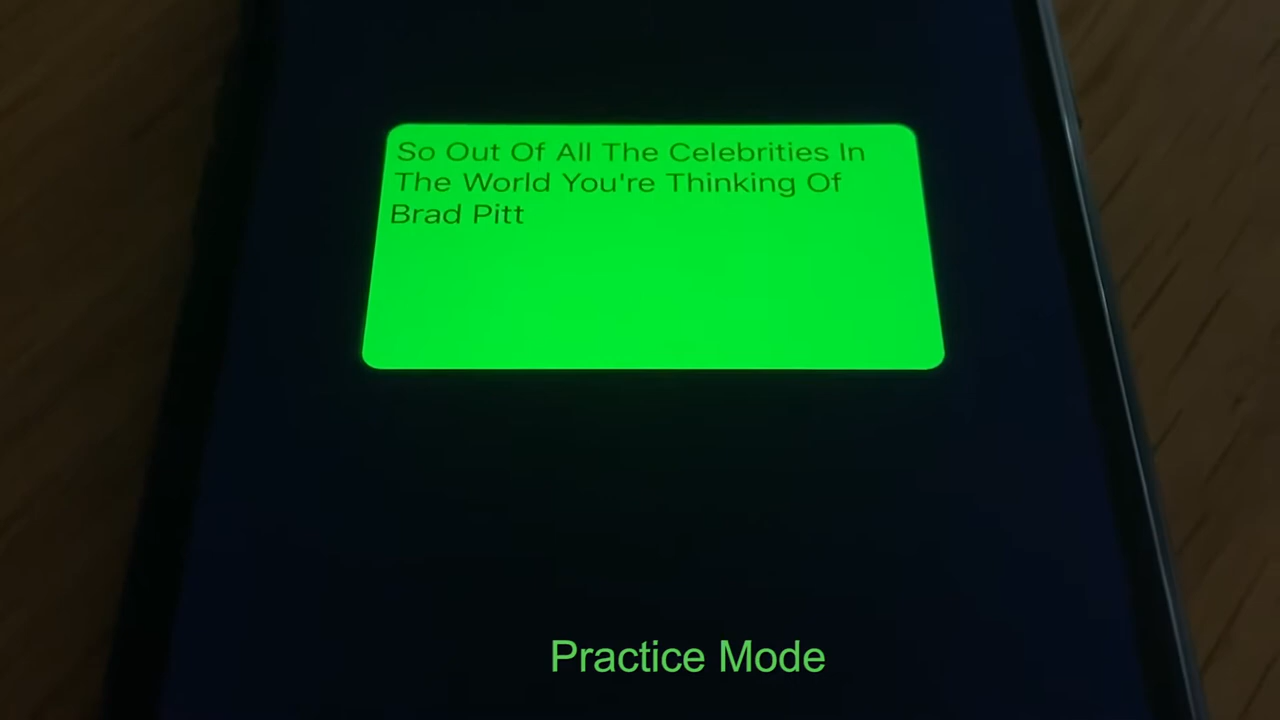 So Out Of All The Celebrities In
The World You're Thinking Of
Brad Pitt
Practice Mode